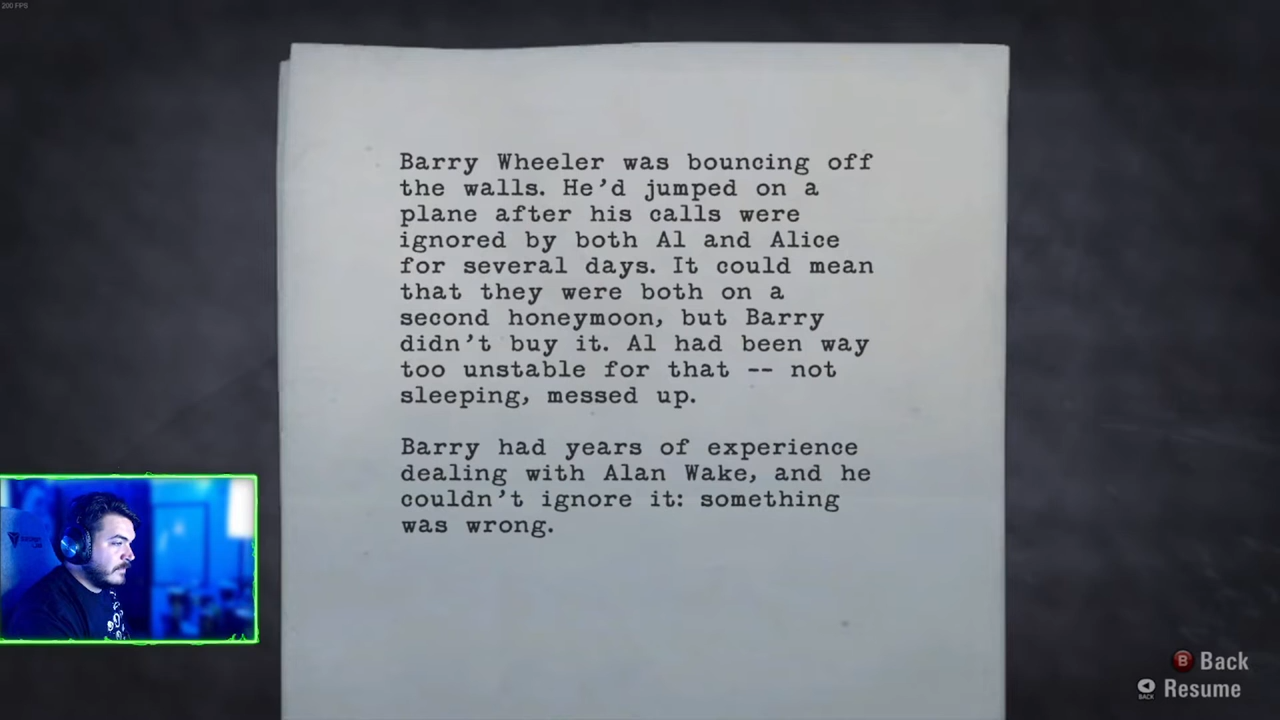 200 FPS
Barry Wheeler was bouncing off
the walls. He'd jumped on a
plane after his calls were
ignored by both Al and Alice
for several days. It could mean
that they were both on a
second honeymoon, but Barry
didn't buy it. Al had been way
too unstable for that -- not
sleeping, messed up.
Barry had years of experience
dealing with Alan Wake, and he
couldn't ignore it: something
was wrong.
B Back
BACK Resume